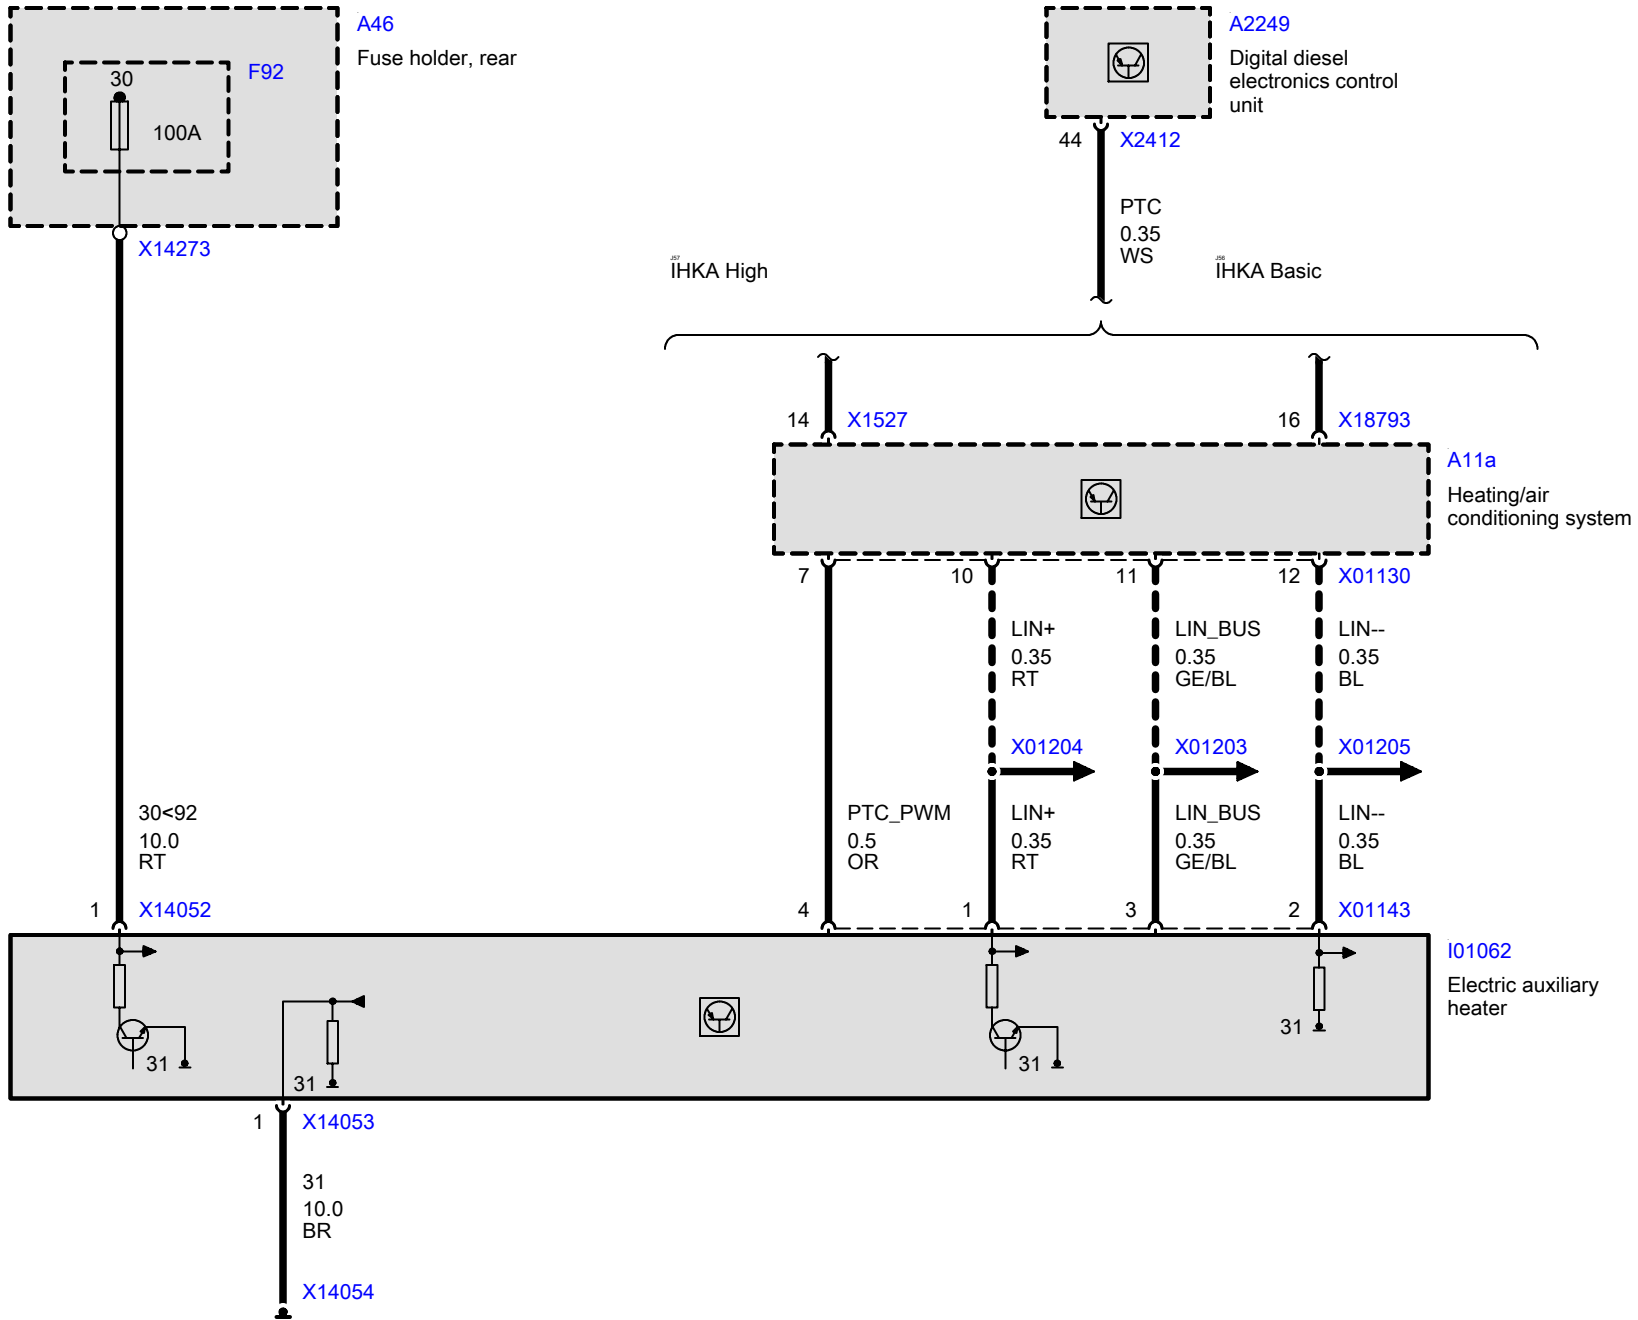 A46
Fuse holder, rear
F92
30
100A
X14273
A2249
Digital diesel
electronics control
unit
44
X2412
PTC
0.35
WS
J57
IHKA High
J56
IHKA Basic
14
X1527
16
X18793
A11a
Heating/air
conditioning system
7
10
11
12
X01130
LIN+
0.35
RT
LIN_BUS
0.35
GE/BL
LIN--
0.35
BL
X01204
X01203
X01205
30<92
10.0
RT
PTC_PWM
0.5
OR
LIN+
0.35
RT
LIN_BUS
0.35
GE/BL
LIN--
0.35
BL
1
X14052
4
1
3
2
X01143
I01062
Electric auxiliary
heater
31
31
31
31
1
X14053
31
10.0
BR
X14054